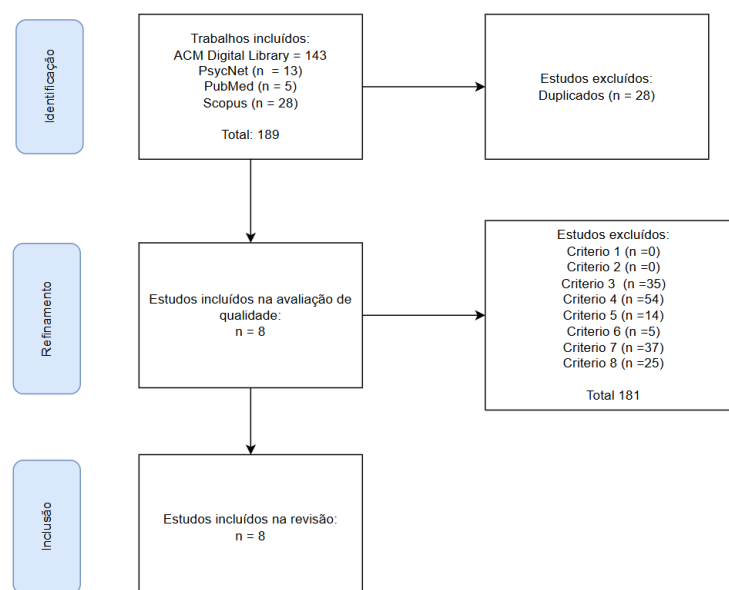 Identificação
Trabalhos incluídos:
ACM Digital Library = 143
PsycNet (n = 13)
PubMed (n = 5)
Scopus (n = 28)
Total: 189
Estudos excluídos:
Duplicados (n = 28)
Refinamento
Estudos incluídos na avaliação de
qualidade:
n = 8
Estudos excluídos:
Criterio 1 (n =0)
Criterio 2 (n =0)
Criterio 3 (n =35)
Criterio 4 (n =54)
Criterio 5 (n =14)
Criterio 6 (n =5)
Criterio 7 (n =37)
Criterio 8 (n =25)
Total 181
Inclusão
Estudos incluídos na revisão:
n = 8